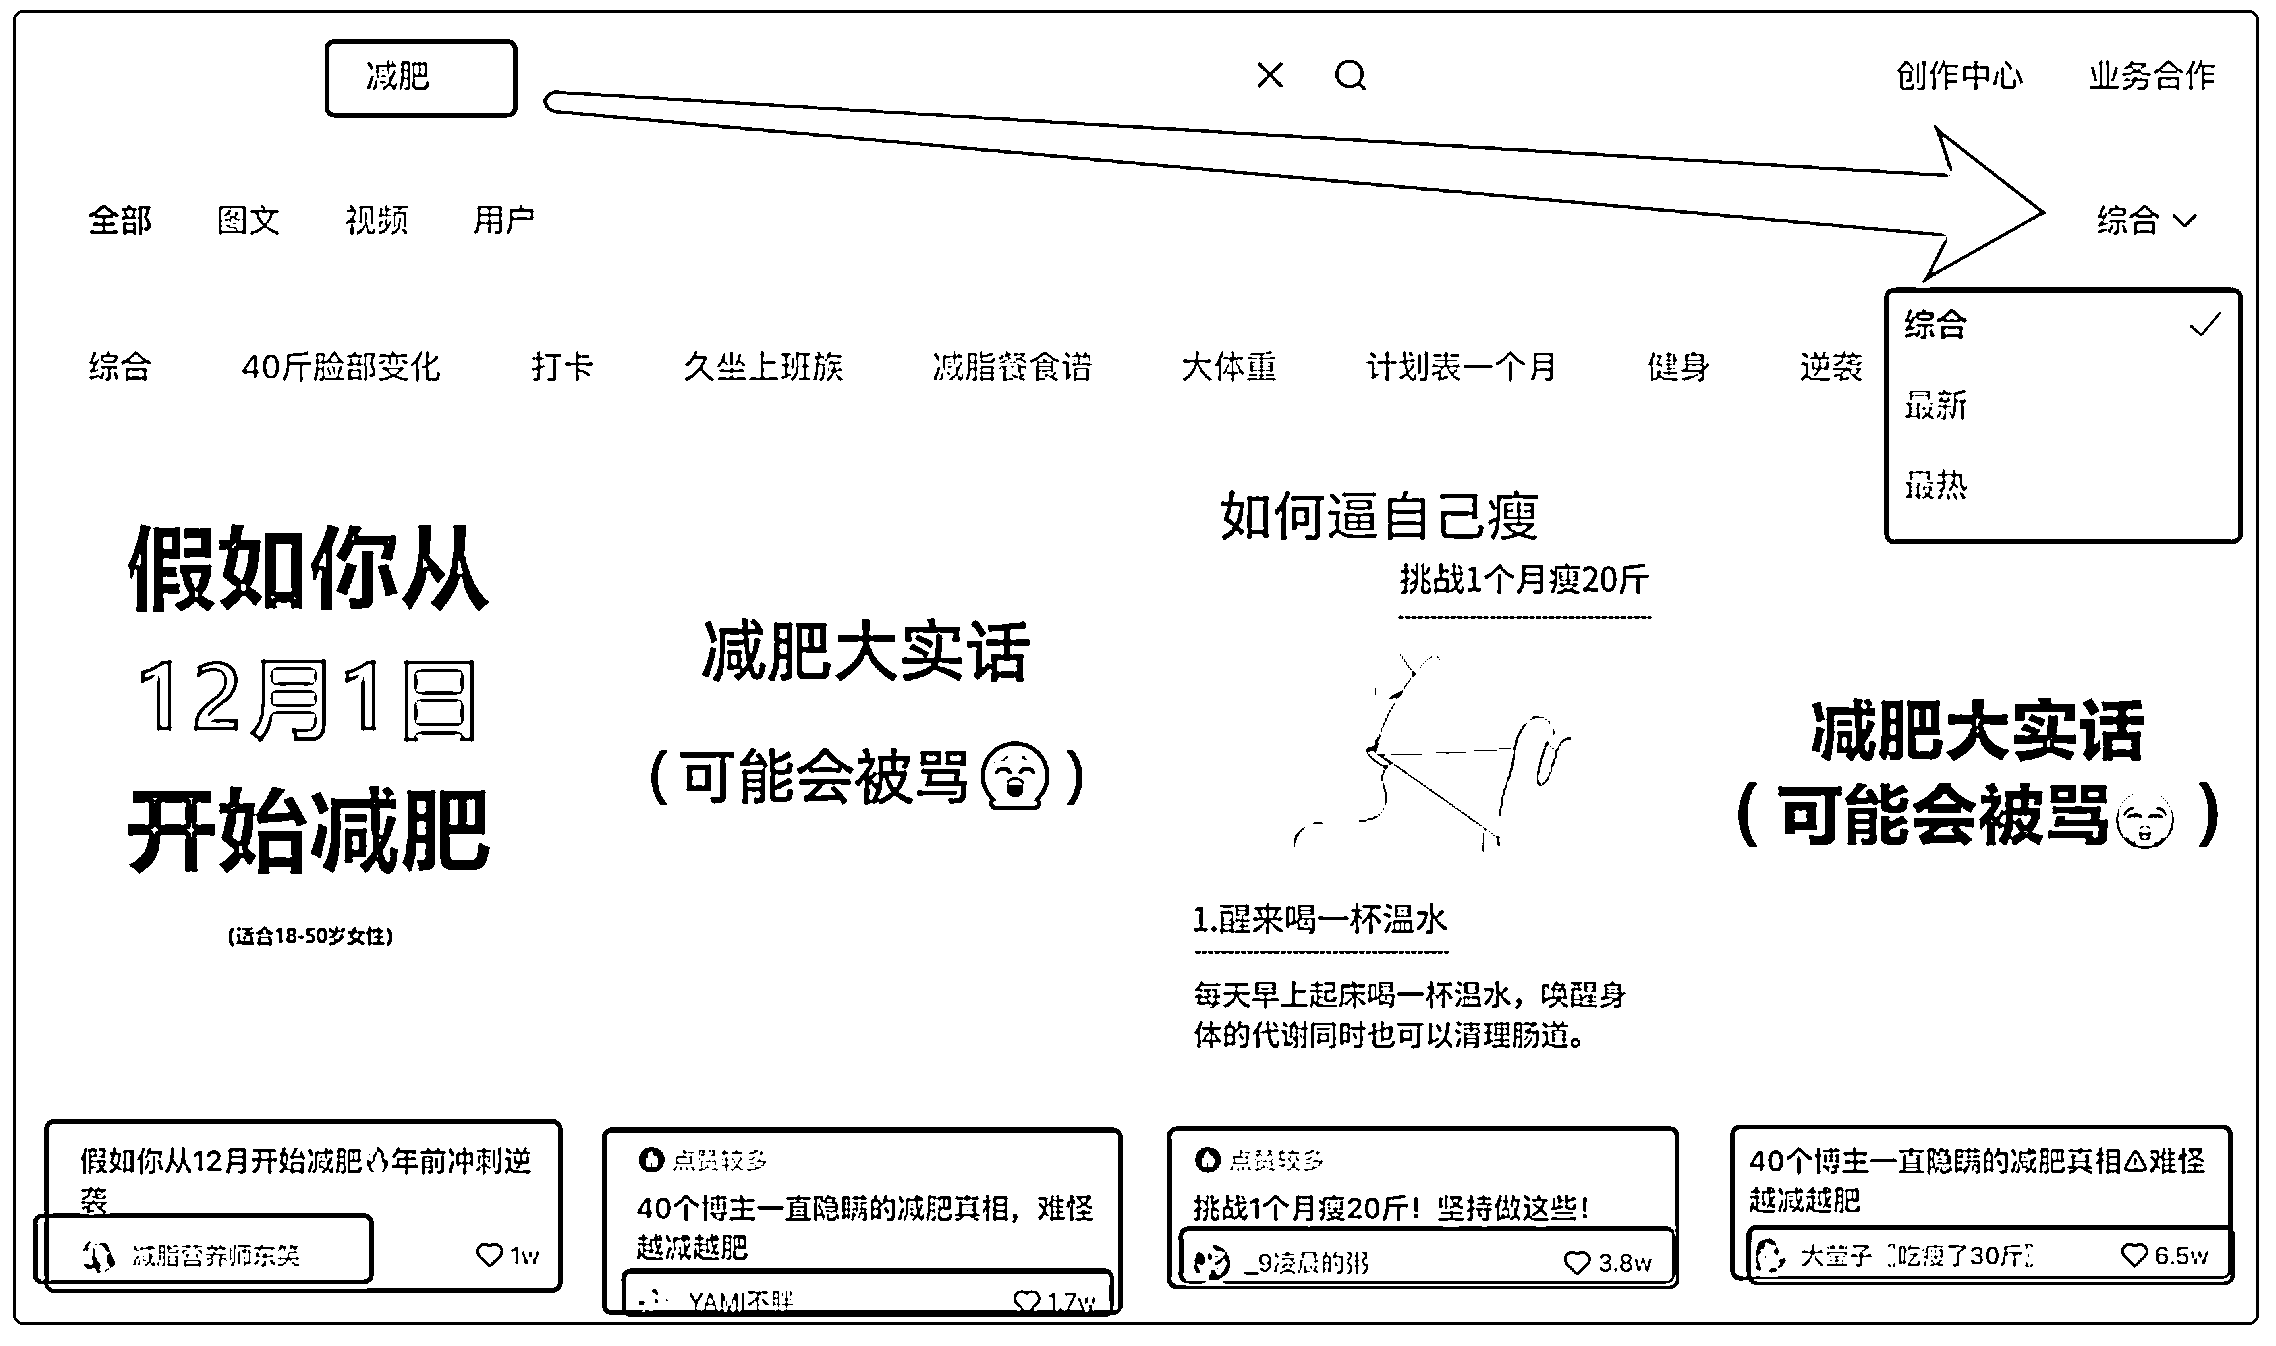 减肥
创作中心 业务合作
全部 图文 视频 用户
综合
综合 40斤脸部变化 打卡 久坐上班族 减脂餐食谱 大体重 计划表一个月 健身 逆袭
综合
最新
最热
假如你从
12月1日
开始减肥
(适合18-50岁女性)
假如你从12月开始减肥🔥年前冲刺逆
袭
减脂营养师东笑
1w
减肥大实话
(可能会被骂😭)
点赞较多
40个博主一直隐瞒的减肥真相，难怪
越减越肥
YAMI不胖
1.7w
如何逼自己瘦
挑战1个月瘦20斤
1.醒来喝一杯温水
每天早上起床喝一杯温水，唤醒身
体的代谢同时也可以清理肠道。
点赞较多
挑战1个月瘦20斤！坚持做这些！
_9凌晨的粥
3.8w
减肥大实话
(可能会被骂😂)
40个博主一直隐瞒的减肥真相⚠️难怪
越减越肥
大莹子〖吃瘦了30斤〗
6.5w